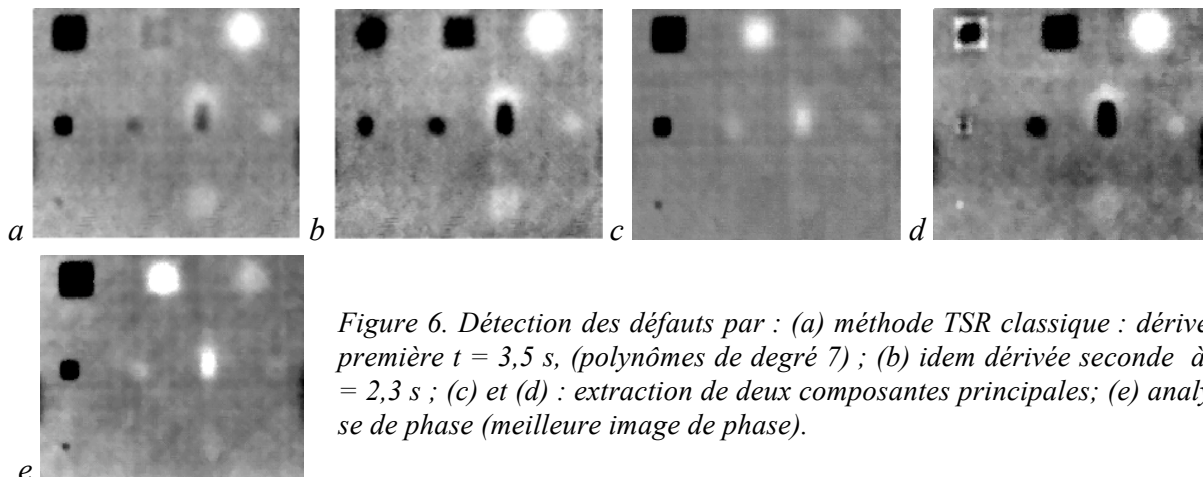 a b c d
e
Figure 6. Détection des défauts par : (a) méthode TSR classique : dérivé
première t = 3,5 s, (polynômes de degré 7) ; (b) idem dérivée seconde à
= 2,3 s ; (c) et (d) : extraction de deux composantes principales; (e) analy
se de phase (meilleure image de phase).